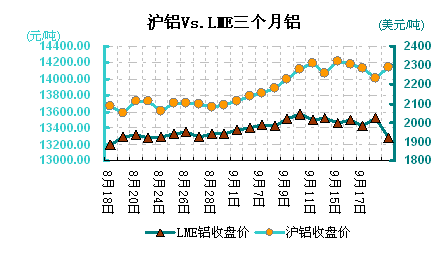 沪铝Vs.LME三个月铝
(元/吨)
(美元/吨)
14400.00
14200.00
14000.00
13800.00
13600.00
13400.00
13200.00
13000.00
2400
2300
2200
2100
2000
1900
1800
8月18日
8月20日
8月24日
8月26日
8月28日
9月1日
9月7日
9月9日
9月11日
9月15日
9月17日
LME铝收盘价
沪铝收盘价